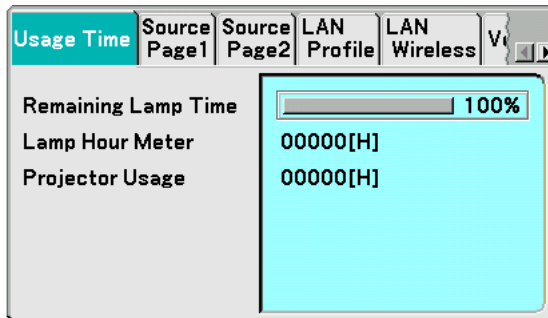 Usage Time
Source Page1
Source Page2
LAN Profile
LAN Wireless
Remaining Lamp Time 100%
Lamp Hour Meter 00000[H]
Projector Usage 00000[H]